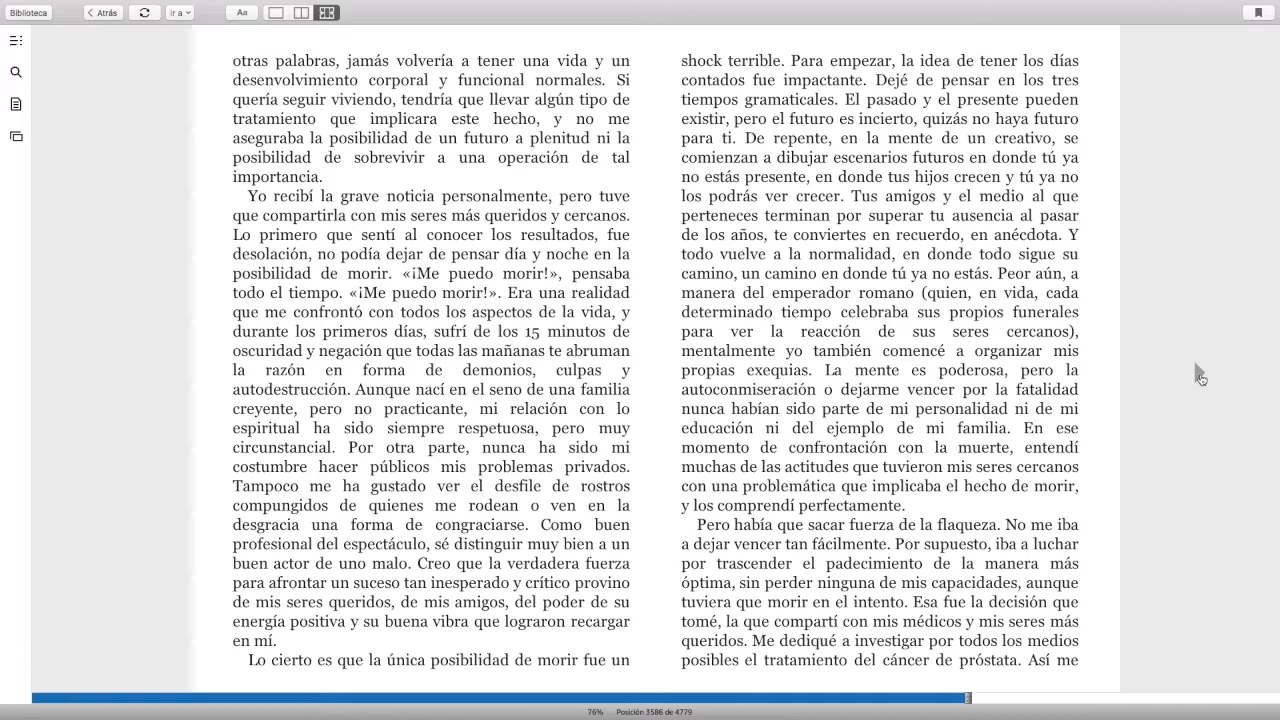 Biblioteca
Atrás
Ir a
Aa
otras palabras, jamás volvería a tener una vida y un
desenvolvimiento corporal y funcional normales. Si
quería seguir viviendo, tendría que llevar algún tipo de
tratamiento que implicara este hecho, y no me
aseguraba la posibilidad de un futuro a plenitud ni la
posibilidad de sobrevivir a una operación de tal
importancia.
Yo recibí la grave noticia personalmente, pero tuve
que compartirla con mis seres más queridos y cercanos.
Lo primero que sentí al conocer los resultados, fue
desolación, no podía dejar de pensar día y noche en la
posibilidad de morir. «¡Me puedo morir!», pensaba
todo el tiempo. «¡Me puedo morir!». Era una realidad
que me confrontó con todos los aspectos de la vida, y
durante los primeros días, sufrí de los 15 minutos de
oscuridad y negación que todas las mañanas te abruman
la razón en forma de demonios, culpas y
autodestrucción. Aunque nací en el seno de una familia
creyente, pero no practicante, mi relación con lo
espiritual ha sido siempre respetuosa, pero muy
circunstancial. Por otra parte, nunca ha sido mi
costumbre hacer públicos mis problemas privados.
Tampoco me ha gustado ver el desfile de rostros
compungidos de quienes me rodean o ven en la
desgracia una forma de congraciarse. Como buen
profesional del espectáculo, sé distinguir muy bien a un
buen actor de uno malo. Creo que la verdadera fuerza
para afrontar un suceso tan inesperado y crítico provino
de mis seres queridos, de mis amigos, del poder de su
energía positiva y su buena vibra que lograron recargar
en mí.
Lo cierto es que la única posibilidad de morir fue un
shock terrible. Para empezar, la idea de tener los días
contados fue impactante. Dejé de pensar en los tres
tiempos gramaticales. El pasado y el presente pueden
existir, pero el futuro es incierto, quizás no haya futuro
para ti. De repente, en la mente de un creativo, se
comienzan a dibujar escenarios futuros en donde tú ya
no estás presente, en donde tus hijos crecen y tú ya no
los podrás ver crecer. Tus amigos y el medio al que
perteneces terminan por superar tu ausencia al pasar
de los años, te conviertes en recuerdo, en anécdota. Y
todo vuelve a la normalidad, en donde todo sigue su
camino, un camino en donde tú ya no estás. Peor aún, a
manera del emperador romano (quien, en vida, cada
determinado tiempo celebraba sus propios funerales
para ver la reacción de sus seres cercanos),
mentalmente yo también comencé a organizar mis
propias exequias. La mente es poderosa, pero la
autoconmiseración o dejarme vencer por la fatalidad
nunca habían sido parte de mi personalidad ni de mi
educación ni del ejemplo de mi familia. En ese
momento de confrontación con la muerte, entendí
muchas de las actitudes que tuvieron mis seres cercanos
con una problemática que implicaba el hecho de morir,
y los comprendí perfectamente.
Pero había que sacar fuerza de la flaqueza. No me iba
a dejar vencer tan fácilmente. Por supuesto, iba a luchar
por trascender el padecimiento de la manera más
óptima, sin perder ninguna de mis capacidades, aunque
tuviera que morir en el intento. Esa fue la decisión que
tomé, la que compartí con mis médicos y mis seres más
queridos. Me dediqué a investigar por todos los medios
posibles el tratamiento del cáncer de próstata. Así me
76% Posición 3586 de 4779